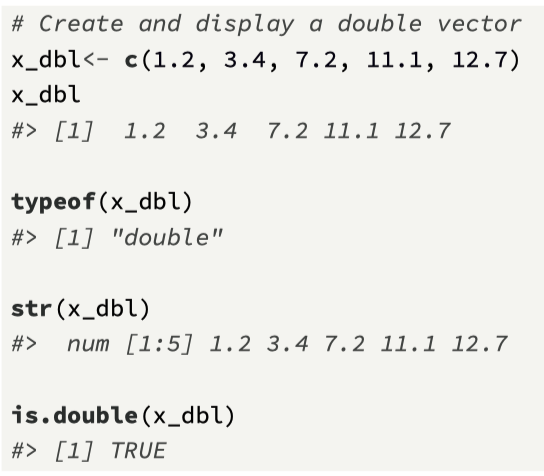 # Create and display a double vector
x_dbl<- c(1.2, 3.4, 7.2, 11.1, 12.7)
x_dbl
#> [1]  1.2  3.4  7.2 11.1 12.7
typeof(x_dbl)
#> [1] "double"
str(x_dbl)
#>  num [1:5] 1.2 3.4 7.2 11.1 12.7
is.double(x_dbl)
#> [1] TRUE